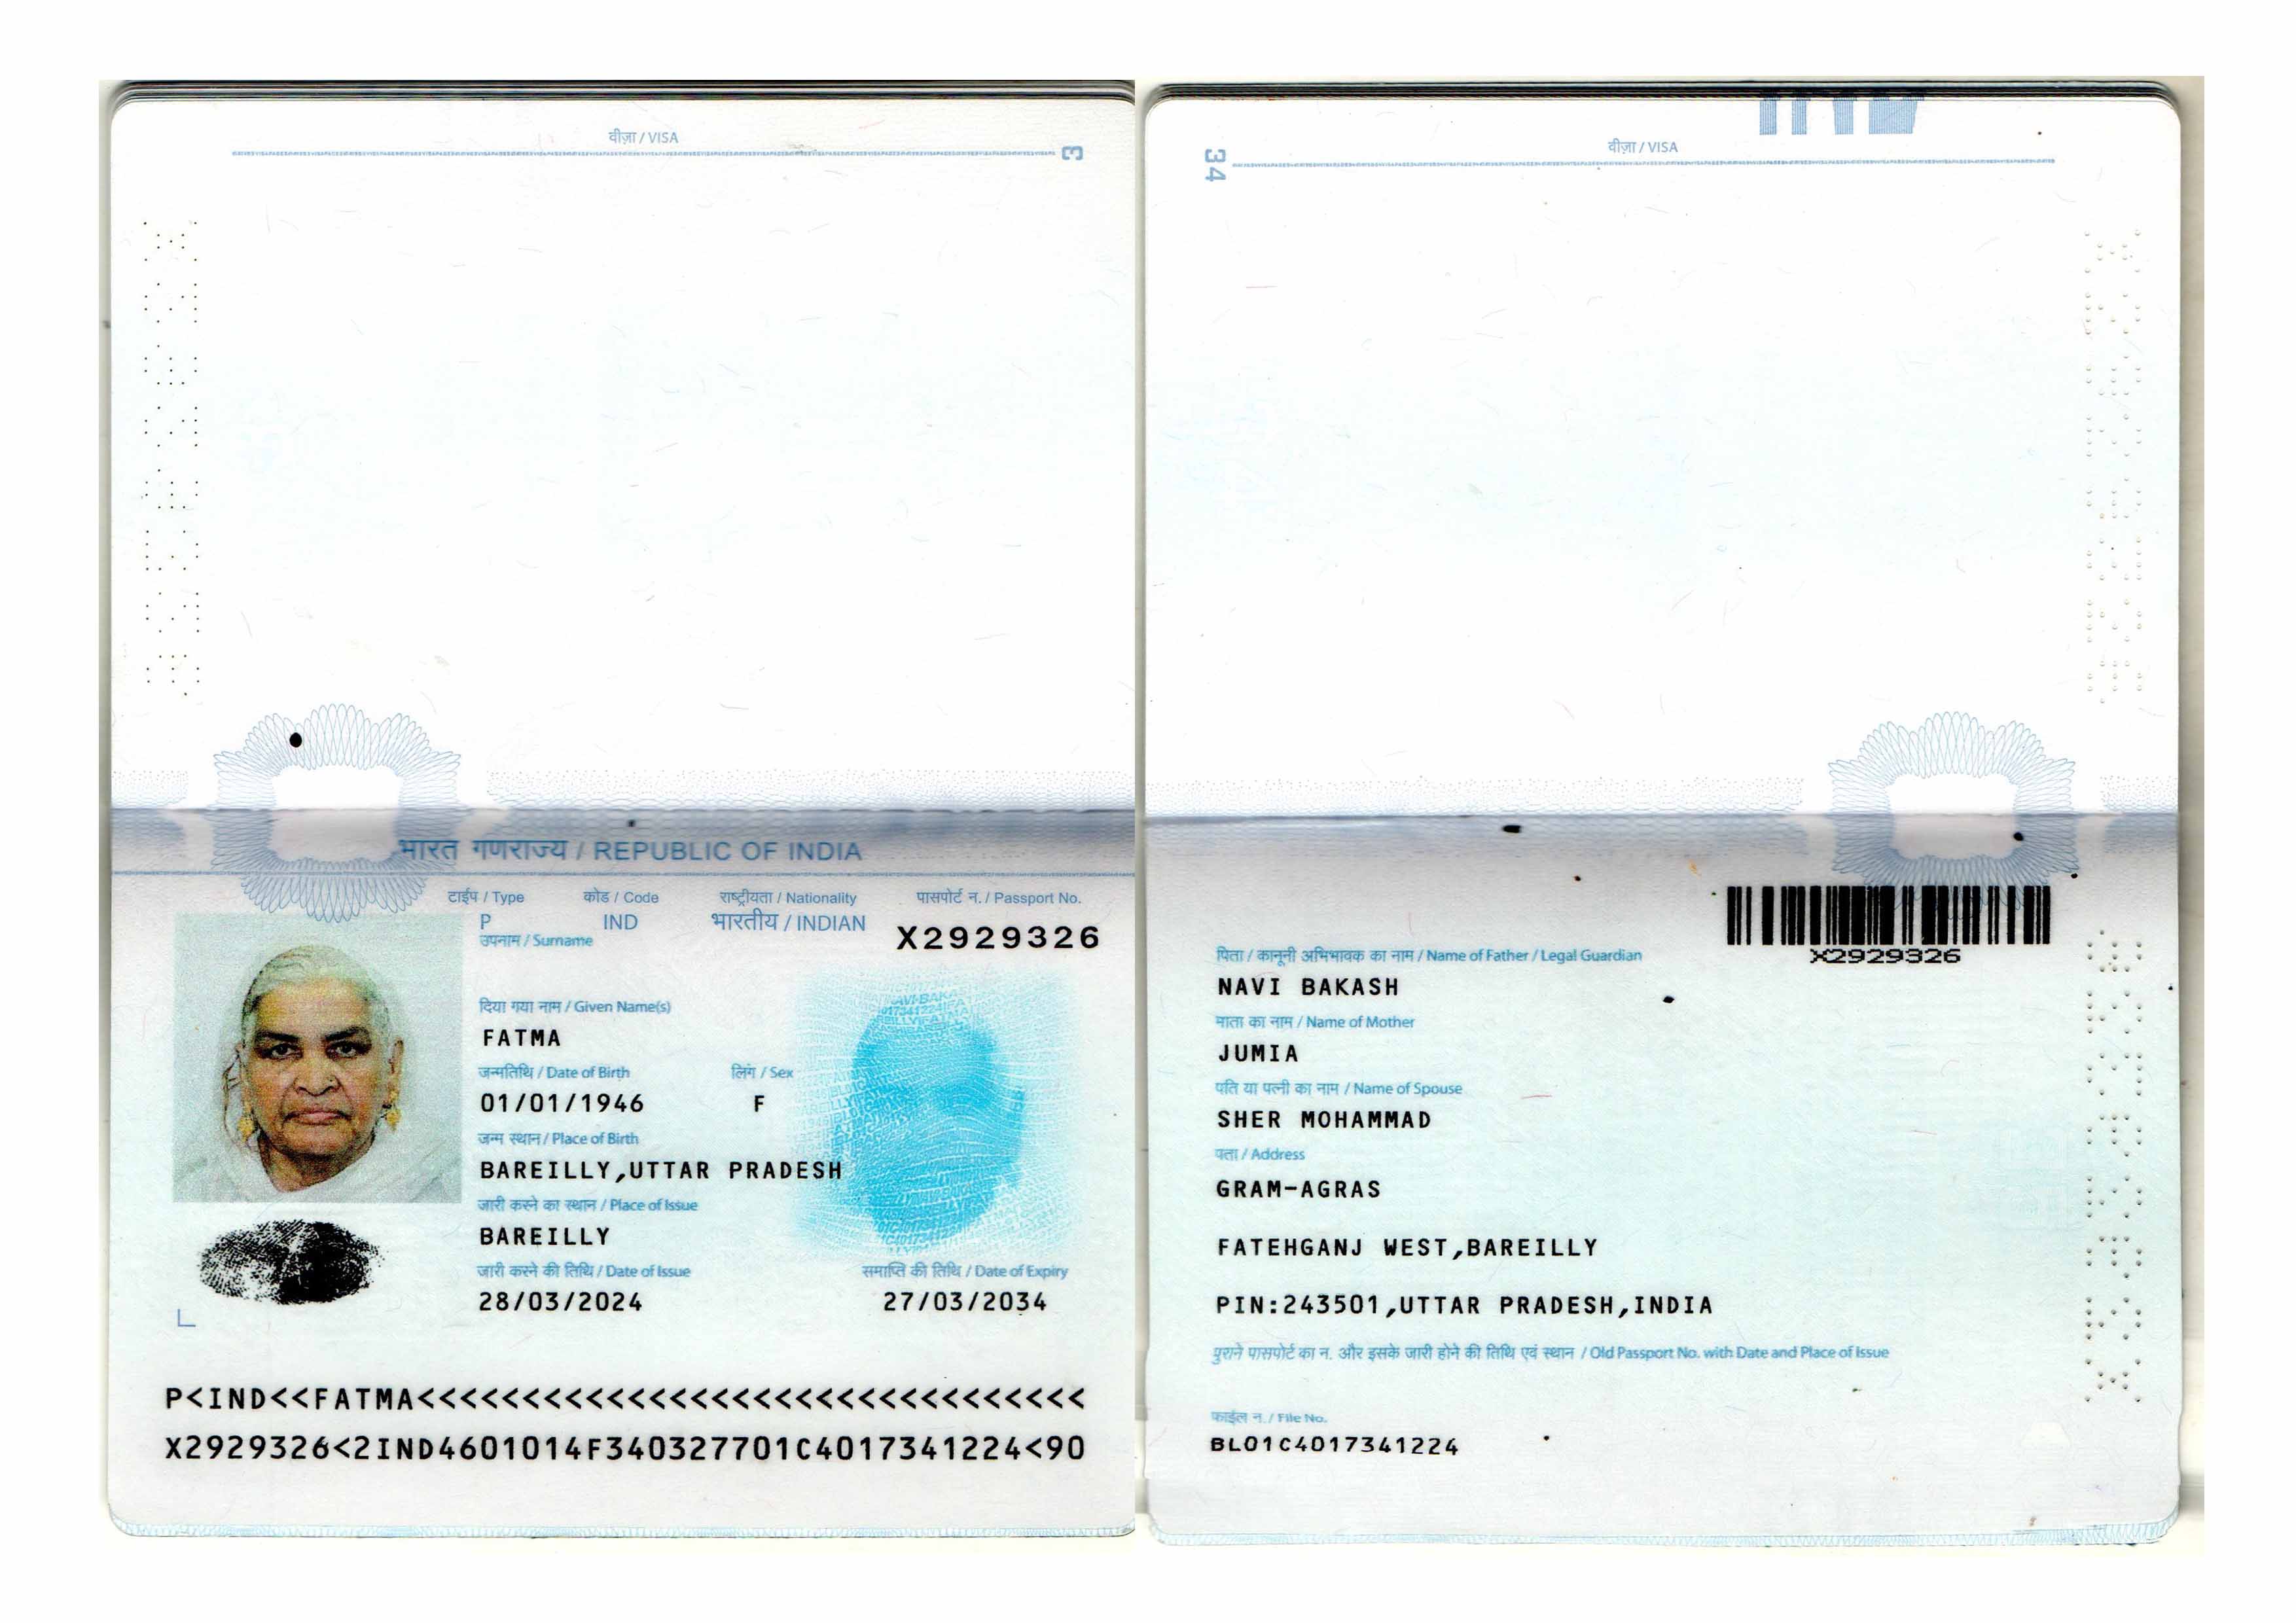 वीज़ा / VISA
3
भारत गणराज्य / REPUBLIC OF INDIA
टाईप / Type कोड / Code राष्ट्रीयता / Nationality पासपोर्ट न. / Passport No.
P IND भारतीय / INDIAN X2929326
उपनाम / Surname
दिया गया नाम / Given Name(s)
FATMA
जन्मतिथि / Date of Birth लिंग / Sex
01/01/1946 F
जन्म स्थान / Place of Birth
BAREILLY,UTTAR PRADESH
जारी करने का स्थान / Place of Issue
BAREILLY
जारी करने की तिथि / Date of Issue समाप्ति की तिथि / Date of Expiry
28/03/2024 27/03/2034
P<IND<<FATMA<<<<<<<<<<<<<<<<<<<<<<<<<<<<<<<<
X2929326<2IND4601014F340327701C4017341224<90
वीज़ा / VISA
34
X2929326
पिता / कानूनी अभिभावक का नाम / Name of Father / Legal Guardian
NAVI BAKASH
माता का नाम / Name of Mother
JUMIA
पति या पत्नी का नाम / Name of Spouse
SHER MOHAMMAD
पता / Address
GRAM-AGRAS
FATEHGANJ WEST,BAREILLY
PIN:243501,UTTAR PRADESH,INDIA
पुराने पासपोर्ट का न. और इसके जारी होने की तिथि एवं स्थान / Old Passport No. with Date and Place of Issue
फाईल न. / File No.
BL01C4017341224